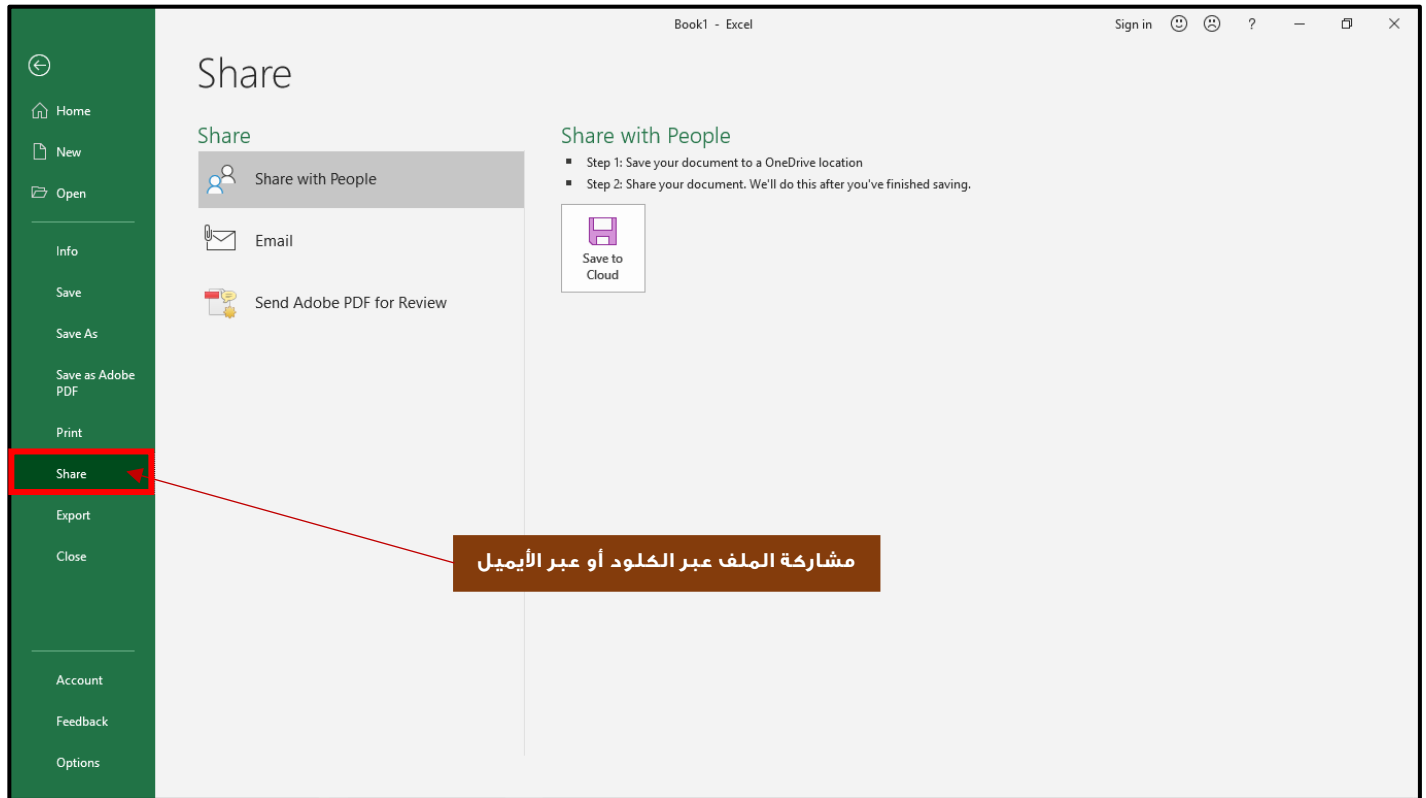 Book1 - Excel
Sign in
?
Share
Home
New
Open
Info
Save
Save As
Save as Adobe
PDF
Print
Share
Export
Close
Account
Feedback
Options
Share
Share with People
Email
Send Adobe PDF for Review
Share with People
Step 1: Save your document to a OneDrive location
Step 2: Share your document. We'll do this after you've finished saving.
Save to
Cloud
مشاركة الملف عبر الكلود أو عبر الأيميل